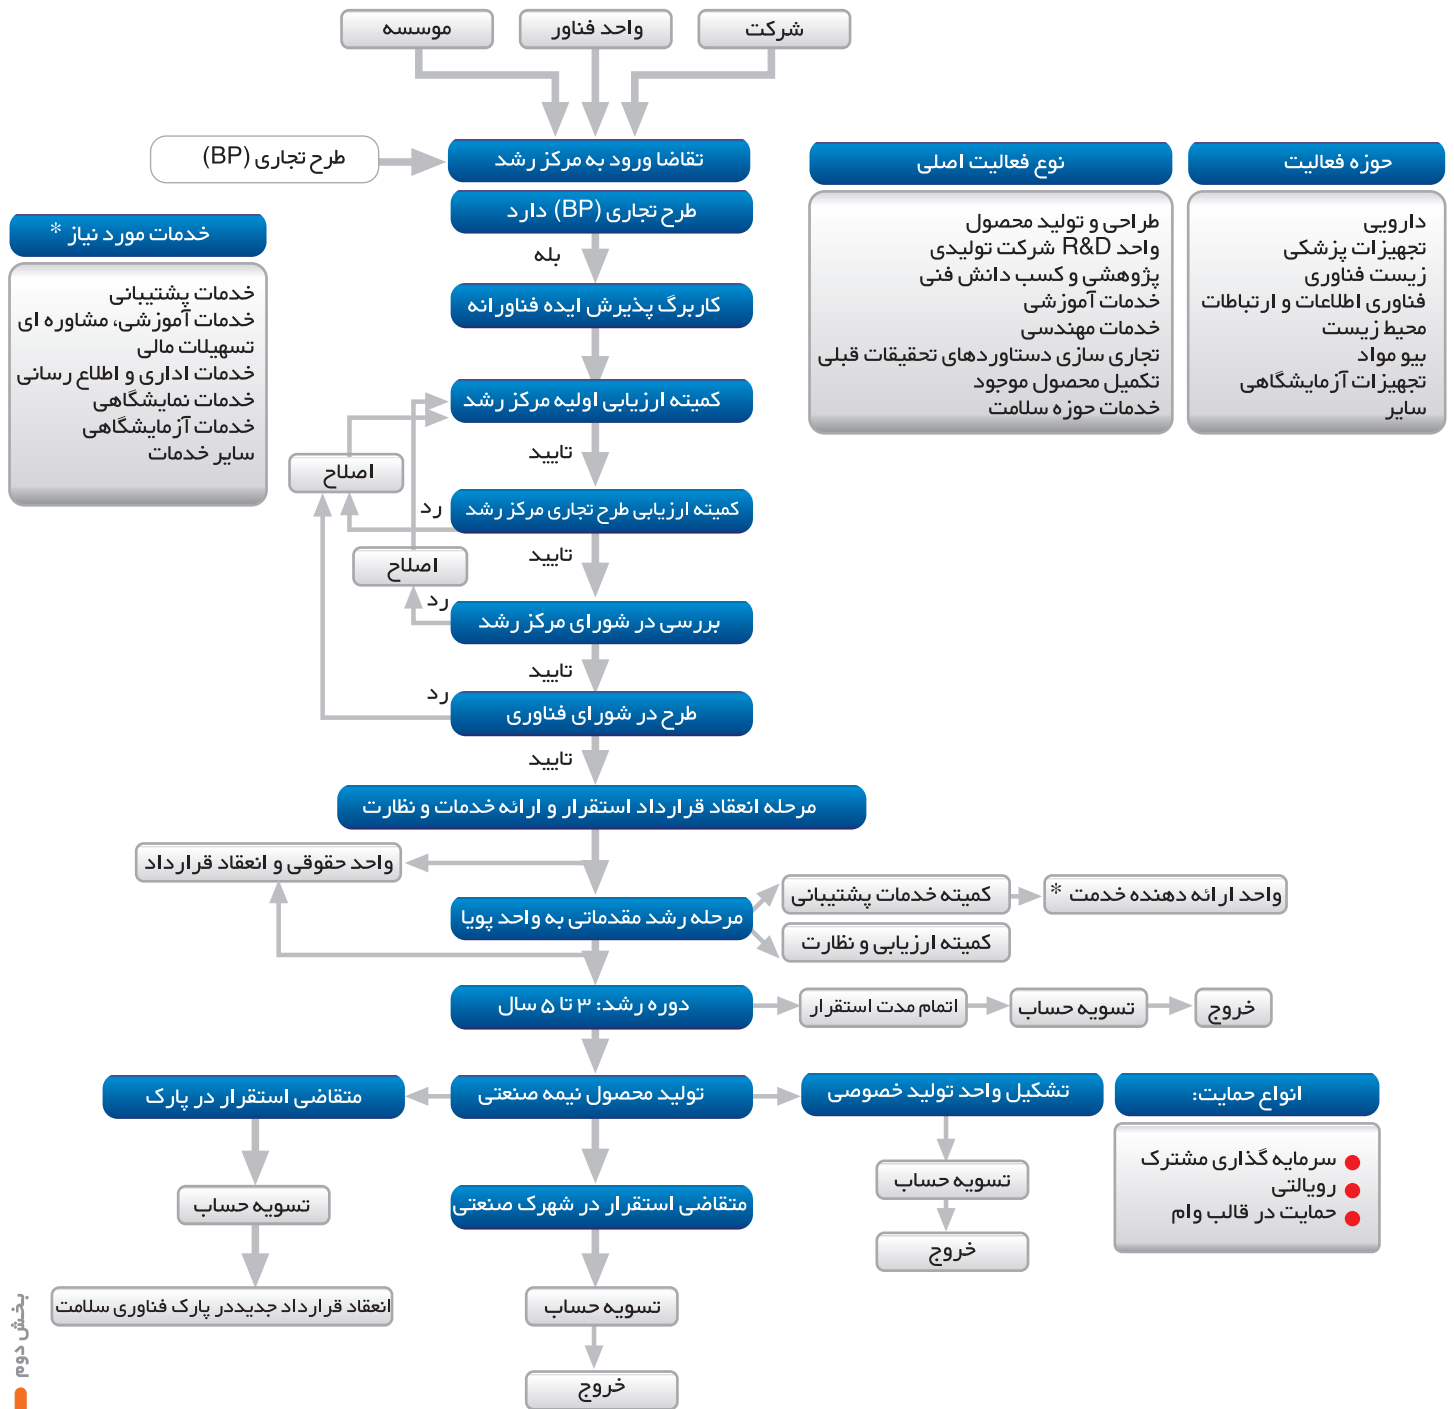 شرکت
واحد فناور
موسسه
تقاضا ورود به مرکز رشد
طرح تجاری (BP)
طرح تجاری (BP) دارد
بله
کاربرگ پذیرش ایده فناورانه
کمیته ارزیابی اولیه مرکز رشد
تایید
اصلاح
کمیته ارزیابی طرح تجاری مرکز رشد
رد
تایید
اصلاح
بررسی در شورای مرکز رشد
رد
تایید
طرح در شورای فناوری
رد
تایید
مرحله انعقاد قرارداد استقرار و ارائه خدمات و نظارت
واحد حقوقی و انعقاد قرارداد
مرحله رشد مقدماتی به واحد پویا
کمیته خدمات پشتیبانی
واحد ارائه دهنده خدمت *
کمیته ارزیابی و نظارت
دوره رشد: ۳ تا ۵ سال
اتمام مدت استقرار
تسویه حساب
خروج
تولید محصول نیمه صنعتی
تشکیل واحد تولید خصوصی
تسویه حساب
خروج
متقاضی استقرار در پارک
تسویه حساب
انعقاد قرارداد جدیددر پارک فناوری سلامت
متقاضی استقرار در شهرک صنعتی
تسویه حساب
خروج
حوزه فعالیت
دارویی
تجهیزات پزشکی
زیست فناوری
فناوری اطلاعات و ارتباطات
محیط زیست
بیو مواد
تجهیزات آزمایشگاهی
سایر
نوع فعالیت اصلی
طراحی و تولید محصول
واحد R&D شرکت تولیدی
پژوهشی و کسب دانش فنی
خدمات آموزشی
خدمات مهندسی
تجاری سازی دستاوردهای تحقیقات قبلی
تکمیل محصول موجود
خدمات حوزه سلامت
خدمات مورد نیاز *
خدمات پشتیبانی
خدمات آموزشی، مشاوره ای
تسهیلات مالی
خدمات اداری و اطلاع رسانی
خدمات نمایشگاهی
خدمات آزمایشگاهی
سایر خدمات
انواع حمایت:
سرمایه گذاری مشترک
رویالتی
حمایت در قالب وام
بخش دوم